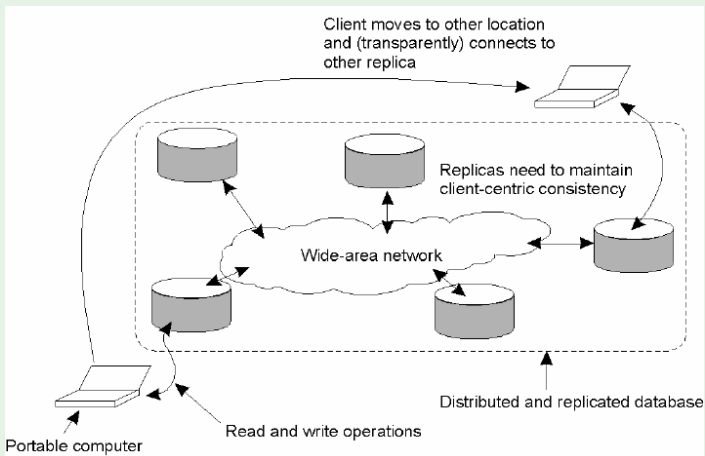 Client moves to other location
and (transparently) connects to
other replica
Replicas need to maintain
client-centric consistency
Wide-area network
Distributed and replicated database
Read and write operations
Portable computer